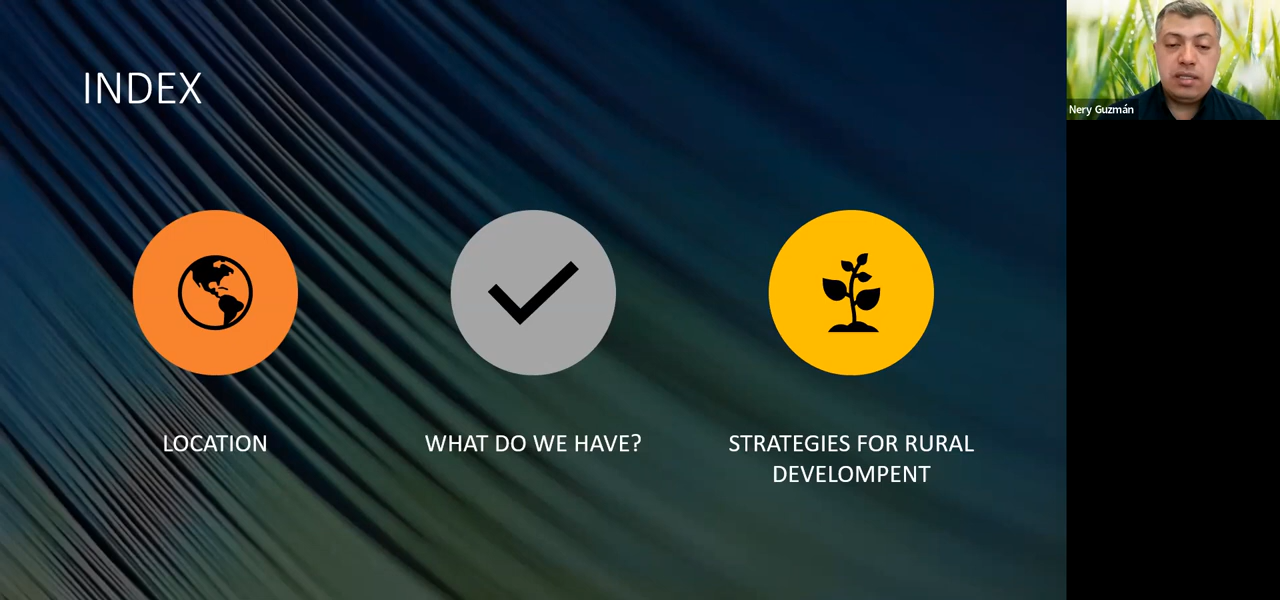 INDEX
LOCATION
WHAT DO WE HAVE?
STRATEGIES FOR RURAL
DEVELOMPENT
Nery Guzmán